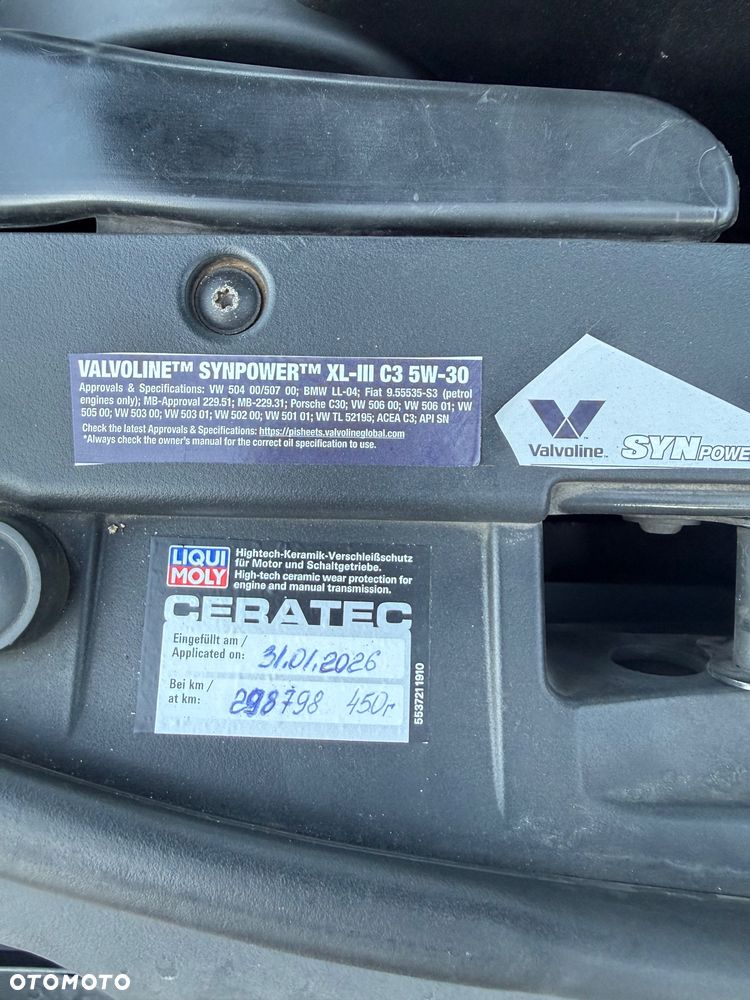 VALVOLINE™ SYNPOWER™ XL-III C3 5W-30
Approvals & Specifications: VW 504 00/507 00; BMW LL-04; Fiat 9.55535-S3 (petrol
engines only); MB-Approval 229.51; MB-229.31; Porsche C30; VW 506 00; VW 506 01; VW
505 00; VW 503 00; VW 503 01; VW 502 00; VW 501 01; VW TL 52195; ACEA C3; API SN
Check the latest Approvals & Specifications: https://pisheets.valvolineglobal.com
*Always check the owner's manual for the correct oil specification to use.
Valvoline™
SYNPOWE
LIQUI
MOLY
Hightech-Keramik-Verschleißschutz
für Motor und Schaltgetriebe.
High-tech ceramic wear protection for
engine and manual transmission.
CERATEC
Eingefüllt am /
Applicated on: 31.01.2026
Bei km /
at km: 298798 450г
5537211910
OTOMOTO